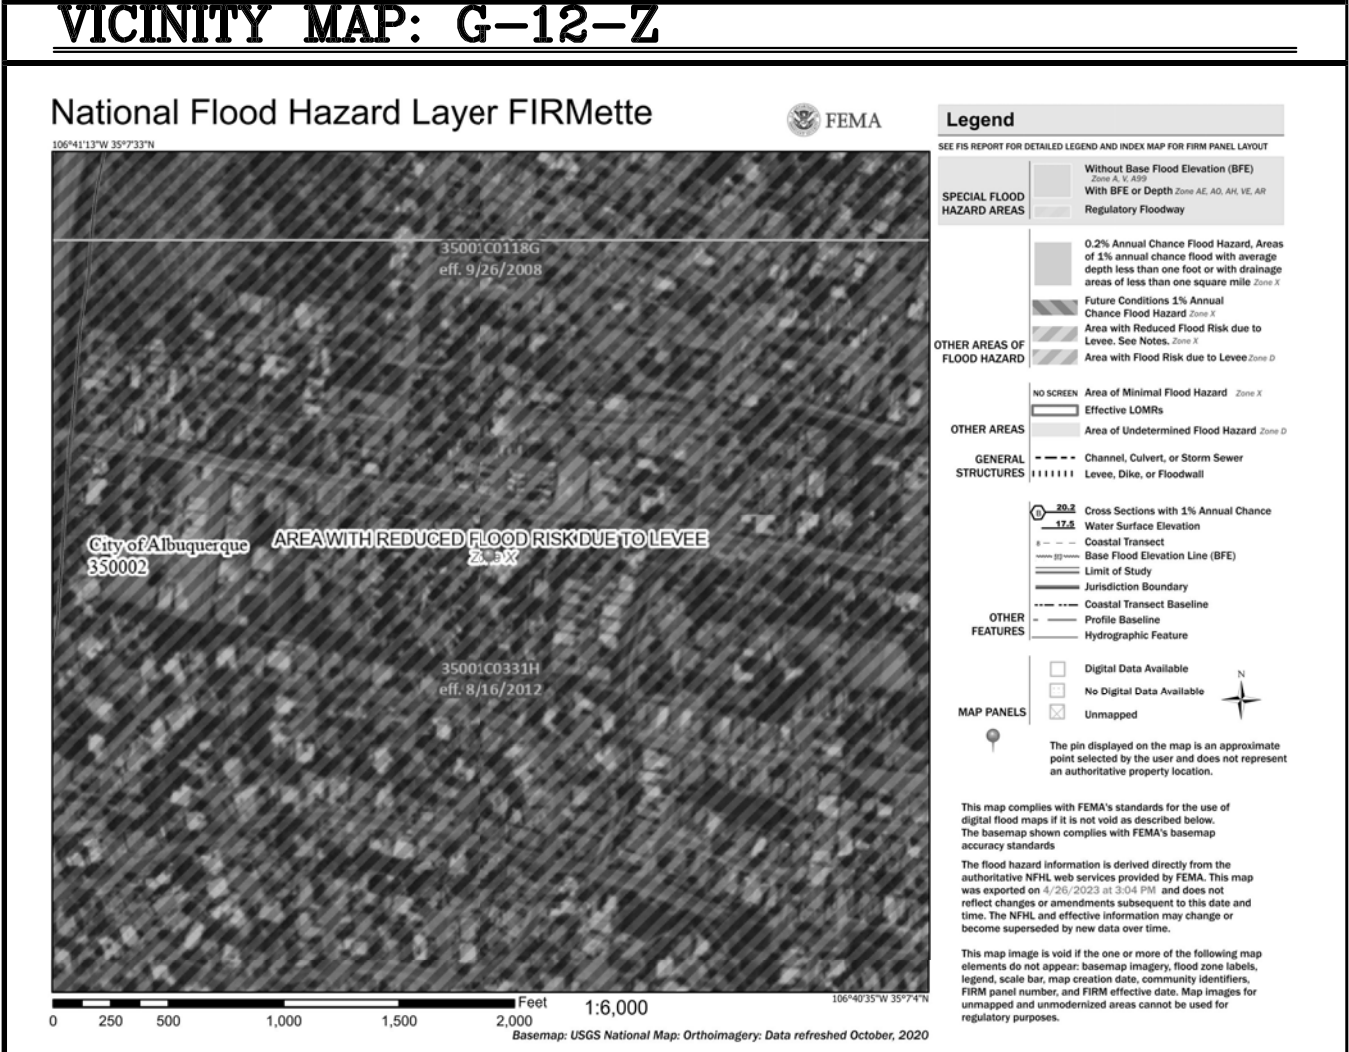 VICINITY MAP: G-12-Z
National Flood Hazard Layer FIRMette
FEMA
106°41'13"W 35°7'33"N
35001C0118G
eff. 9/26/2008
City of Albuquerque
350002
AREA WITH REDUCED FLOOD RISK DUE TO LEVEE
Zone X
35001C0331H
eff. 8/16/2012
Feet
1:6,000
106°40'35"W 35°7'4"N
0 250 500 1,000 1,500 2,000
Basemap: USGS National Map: Orthoimagery: Data refreshed October, 2020
Legend
SEE FIS REPORT FOR DETAILED LEGEND AND INDEX MAP FOR FIRM PANEL LAYOUT
SPECIAL FLOOD
HAZARD AREAS
Without Base Flood Elevation (BFE)
Zone A, V, A99
With BFE or Depth Zone AE, AO, AH, VE, AR
Regulatory Floodway
0.2% Annual Chance Flood Hazard, Areas
of 1% annual chance flood with average
depth less than one foot or with drainage
areas of less than one square mile Zone X
Future Conditions 1% Annual
Chance Flood Hazard Zone X
OTHER AREAS OF
FLOOD HAZARD
Area with Reduced Flood Risk due to
Levee. See Notes. Zone X
Area with Flood Risk due to Levee Zone D
NO SCREEN Area of Minimal Flood Hazard Zone X
Effective LOMRs
OTHER AREAS
Area of Undetermined Flood Hazard Zone D
GENERAL
STRUCTURES
Channel, Culvert, or Storm Sewer
Levee, Dike, or Floodwall
B 20.2 Cross Sections with 1% Annual Chance
17.5 Water Surface Elevation
8 Coastal Transect
513 Base Flood Elevation Line (BFE)
Limit of Study
Jurisdiction Boundary
Coastal Transect Baseline
OTHER
FEATURES
Profile Baseline
Hydrographic Feature
Digital Data Available
No Digital Data Available
N
MAP PANELS
Unmapped
The pin displayed on the map is an approximate
point selected by the user and does not represent
an authoritative property location.
This map complies with FEMA's standards for the use of
digital flood maps if it is not void as described below.
The basemap shown complies with FEMA's basemap
accuracy standards
The flood hazard information is derived directly from the
authoritative NFHL web services provided by FEMA. This map
was exported on 4/26/2023 at 3:04 PM and does not
reflect changes or amendments subsequent to this date and
time. The NFHL and effective information may change or
become superseded by new data over time.
This map image is void if the one or more of the following map
elements do not appear: basemap imagery, flood zone labels,
legend, scale bar, map creation date, community identifiers,
FIRM panel number, and FIRM effective date. Map images for
unmapped and unmodernized areas cannot be used for
regulatory purposes.